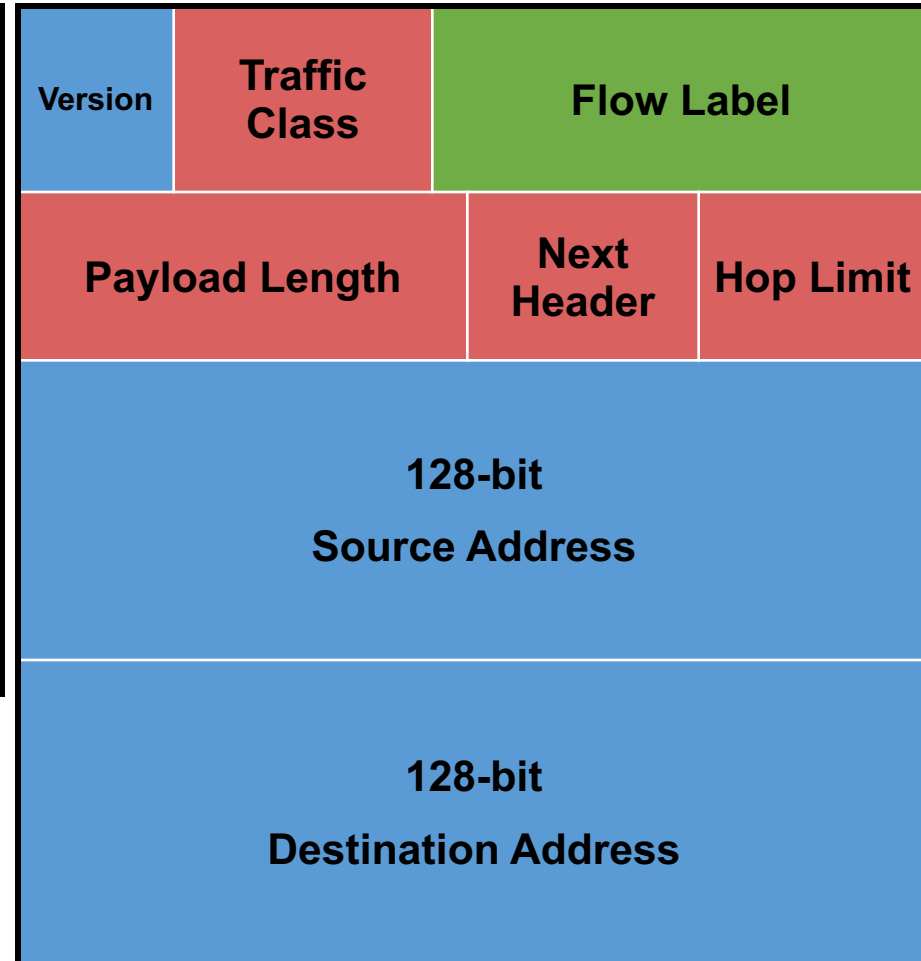 Version
Traffic
Class
Flow Label
Payload Length
Next
Header
Hop Limit
128-bit
Source Address
128-bit
Destination Address